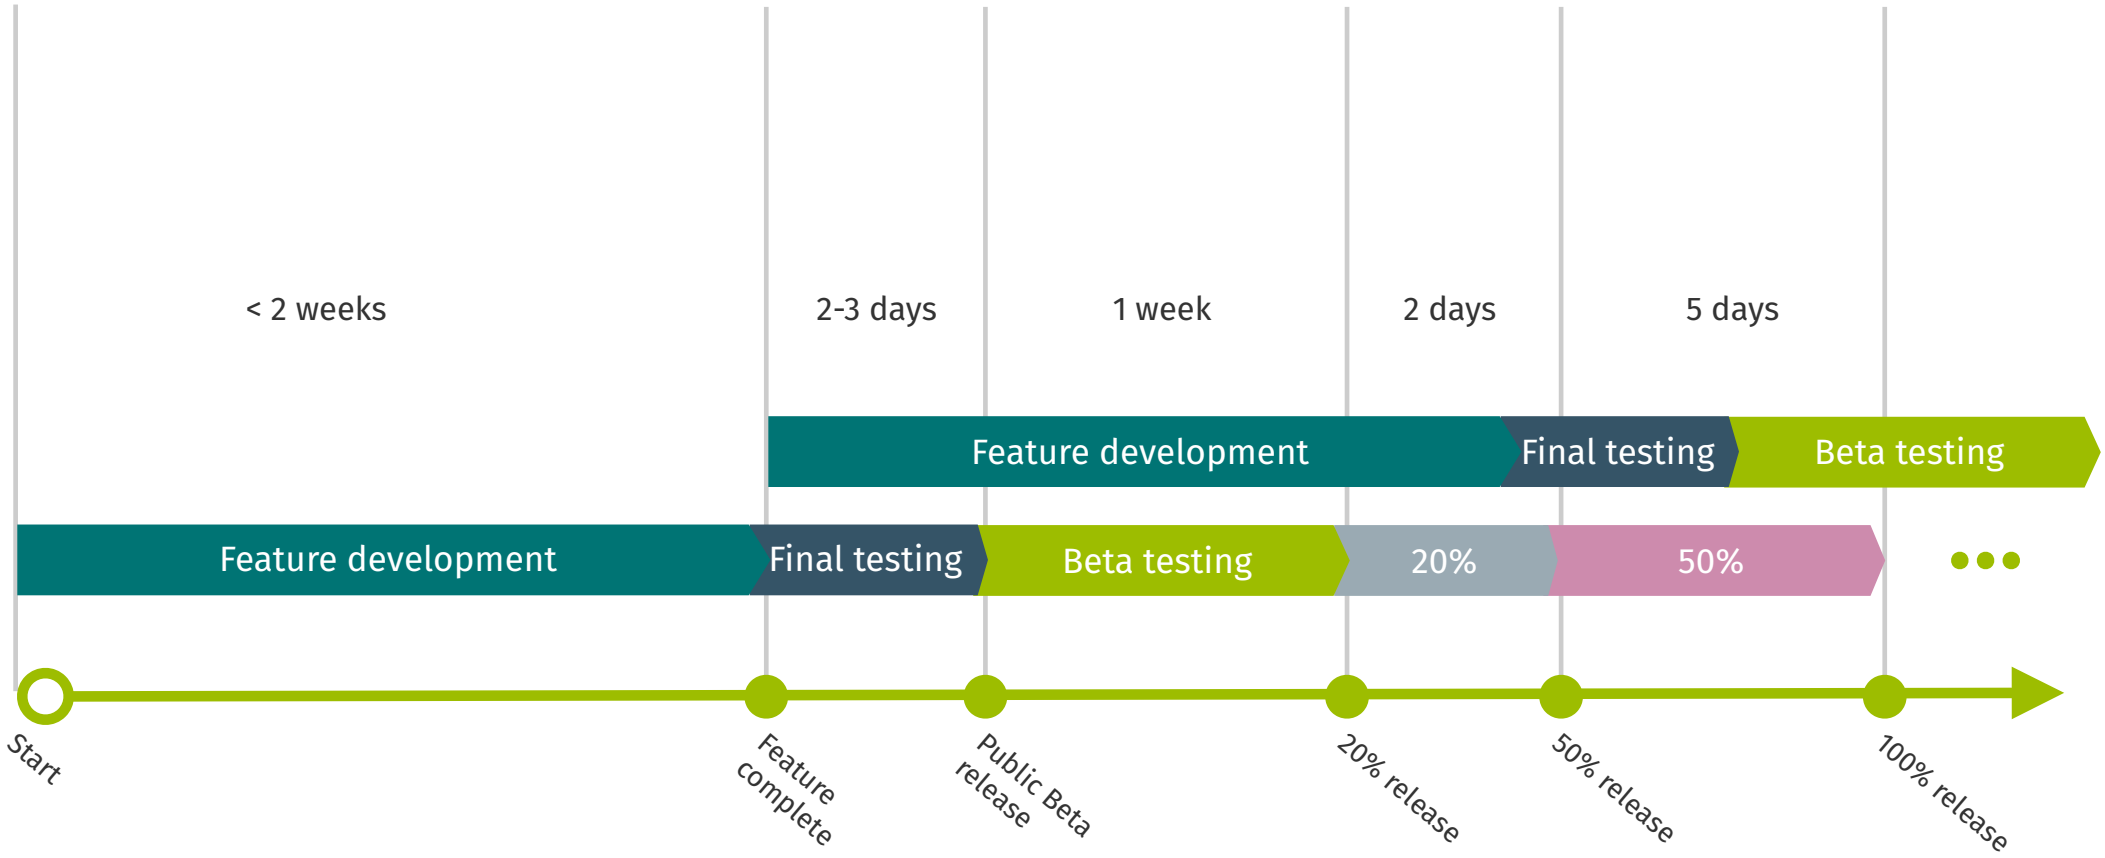 < 2 weeks
2-3 days
1 week
2 days
5 days
Feature development
Final testing
Beta testing
Feature development
Final testing
Beta testing
20%
50%
Start
Feature
complete
Public Beta
release
20% release
50% release
100% release